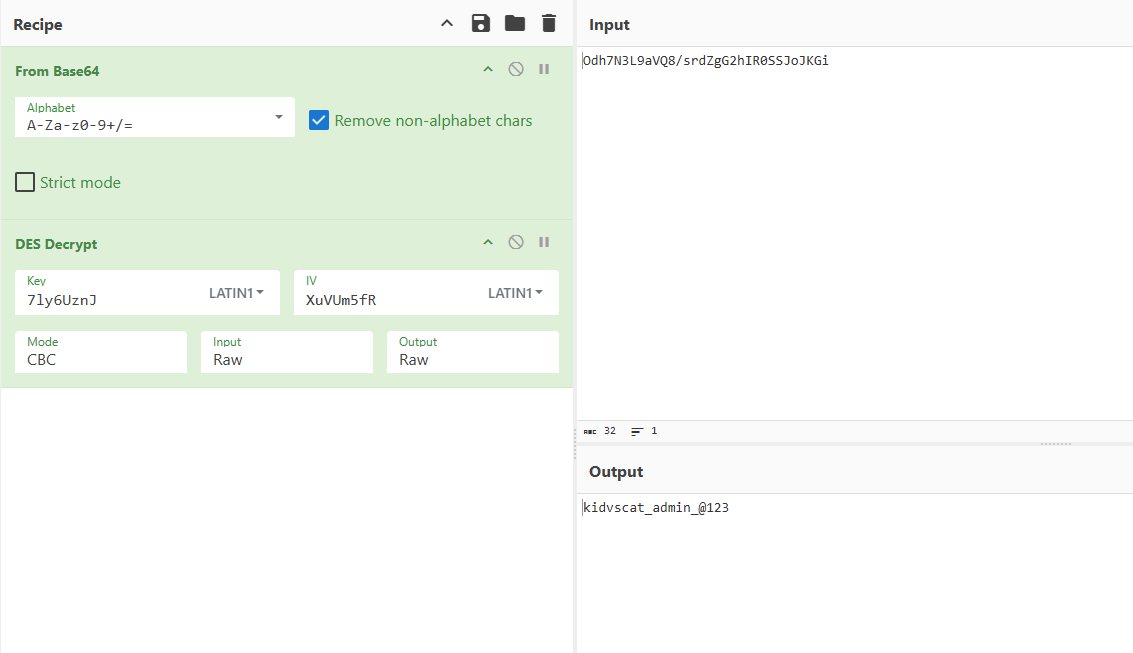 Recipe
From Base64
Alphabet
A-Za-z0-9+/=
Remove non-alphabet chars
Strict mode
DES Decrypt
Key
7ly6UznJ
LATIN1
IV
XuVUm5fR
LATIN1
Mode
CBC
Input
Raw
Output
Raw
Input
Odh7N3L9aVQ8/srdZgG2hIR0SSJoJKGi
ABC 32
1
Output
kidvscat_admin_@123